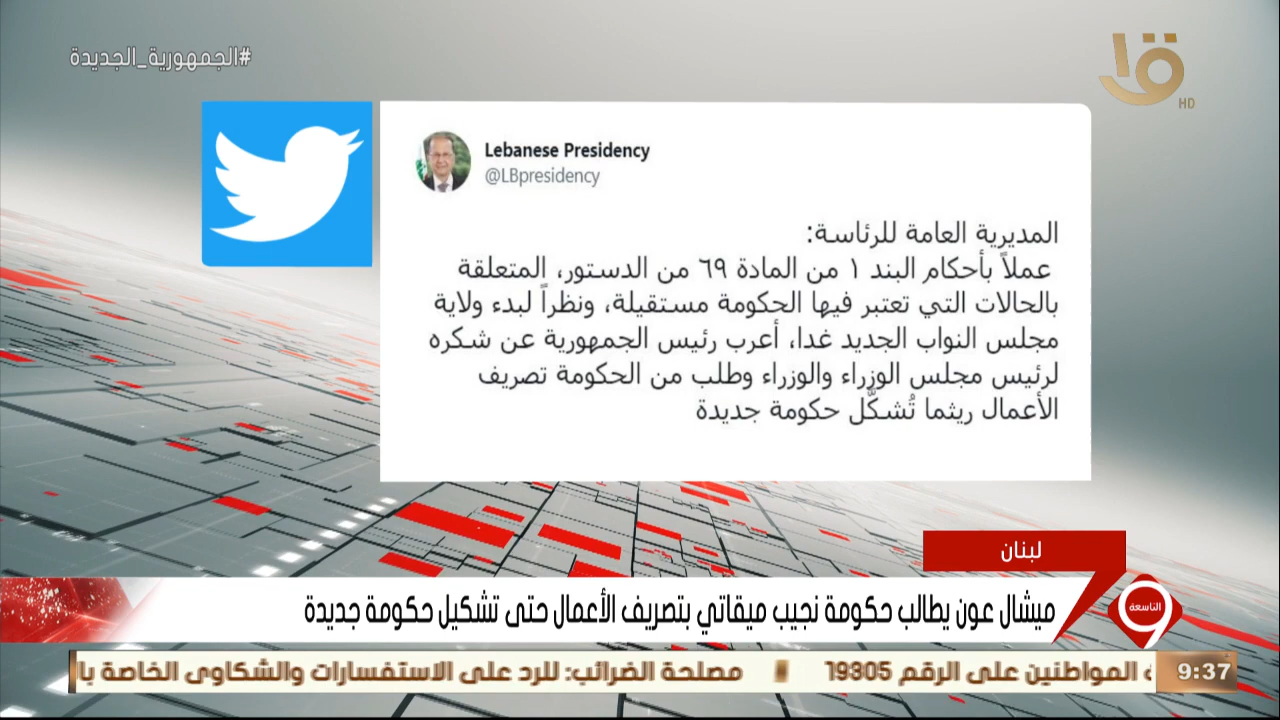 #الجمهورية_الجديدة
HD
Lebanese Presidency
@LBpresidency
المديرية العامة للرئاسة:
عملاً بأحكام البند ١ من المادة ٦٩ من الدستور، المتعلقة
بالحالات التي تعتبر فيها الحكومة مستقيلة، ونظراً لبدء ولاية
مجلس النواب الجديد غدا، أعرب رئيس الجمهورية عن شكره
لرئيس مجلس الوزراء والوزراء وطلب من الحكومة تصريف
الأعمال ريثما تُشكَّل حكومة جديدة
لبنان
ميشال عون يطالب حكومة نجيب ميقاتي بتصريف الأعمال حتى تشكيل حكومة جديدة
التاسعة
9:37
المواطنين على الرقم 19805 مصلحة الضرائب: للرد على الاستفسارات والشكاوى الخاصة